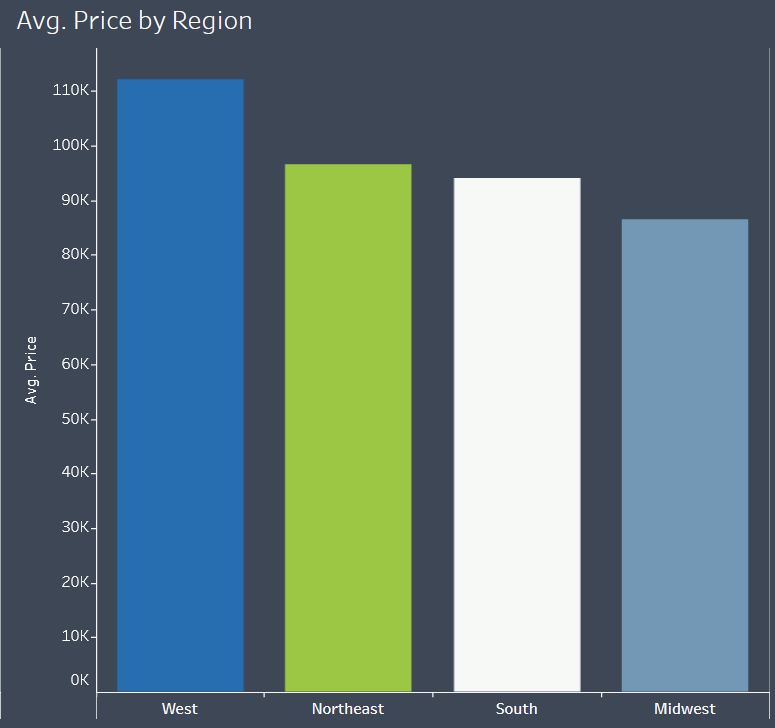 Avg. Price by Region
110K
100K
90K
80K
70K
60K
50K
40K
30K
20K
10K
0K
Avg. Price
West Northeast South Midwest